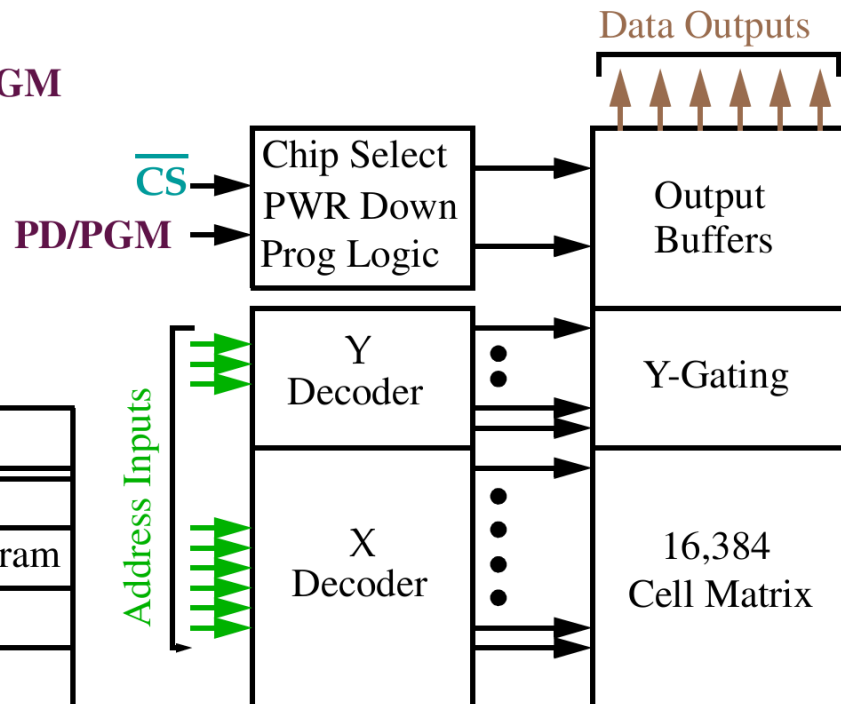 Data Outputs
GM
CS
PD/PGM
Chip Select
PWR Down
Prog Logic
Output
Buffers
Y
Decoder
Y-Gating
Address Inputs
X
Decoder
16,384
Cell Matrix
ram